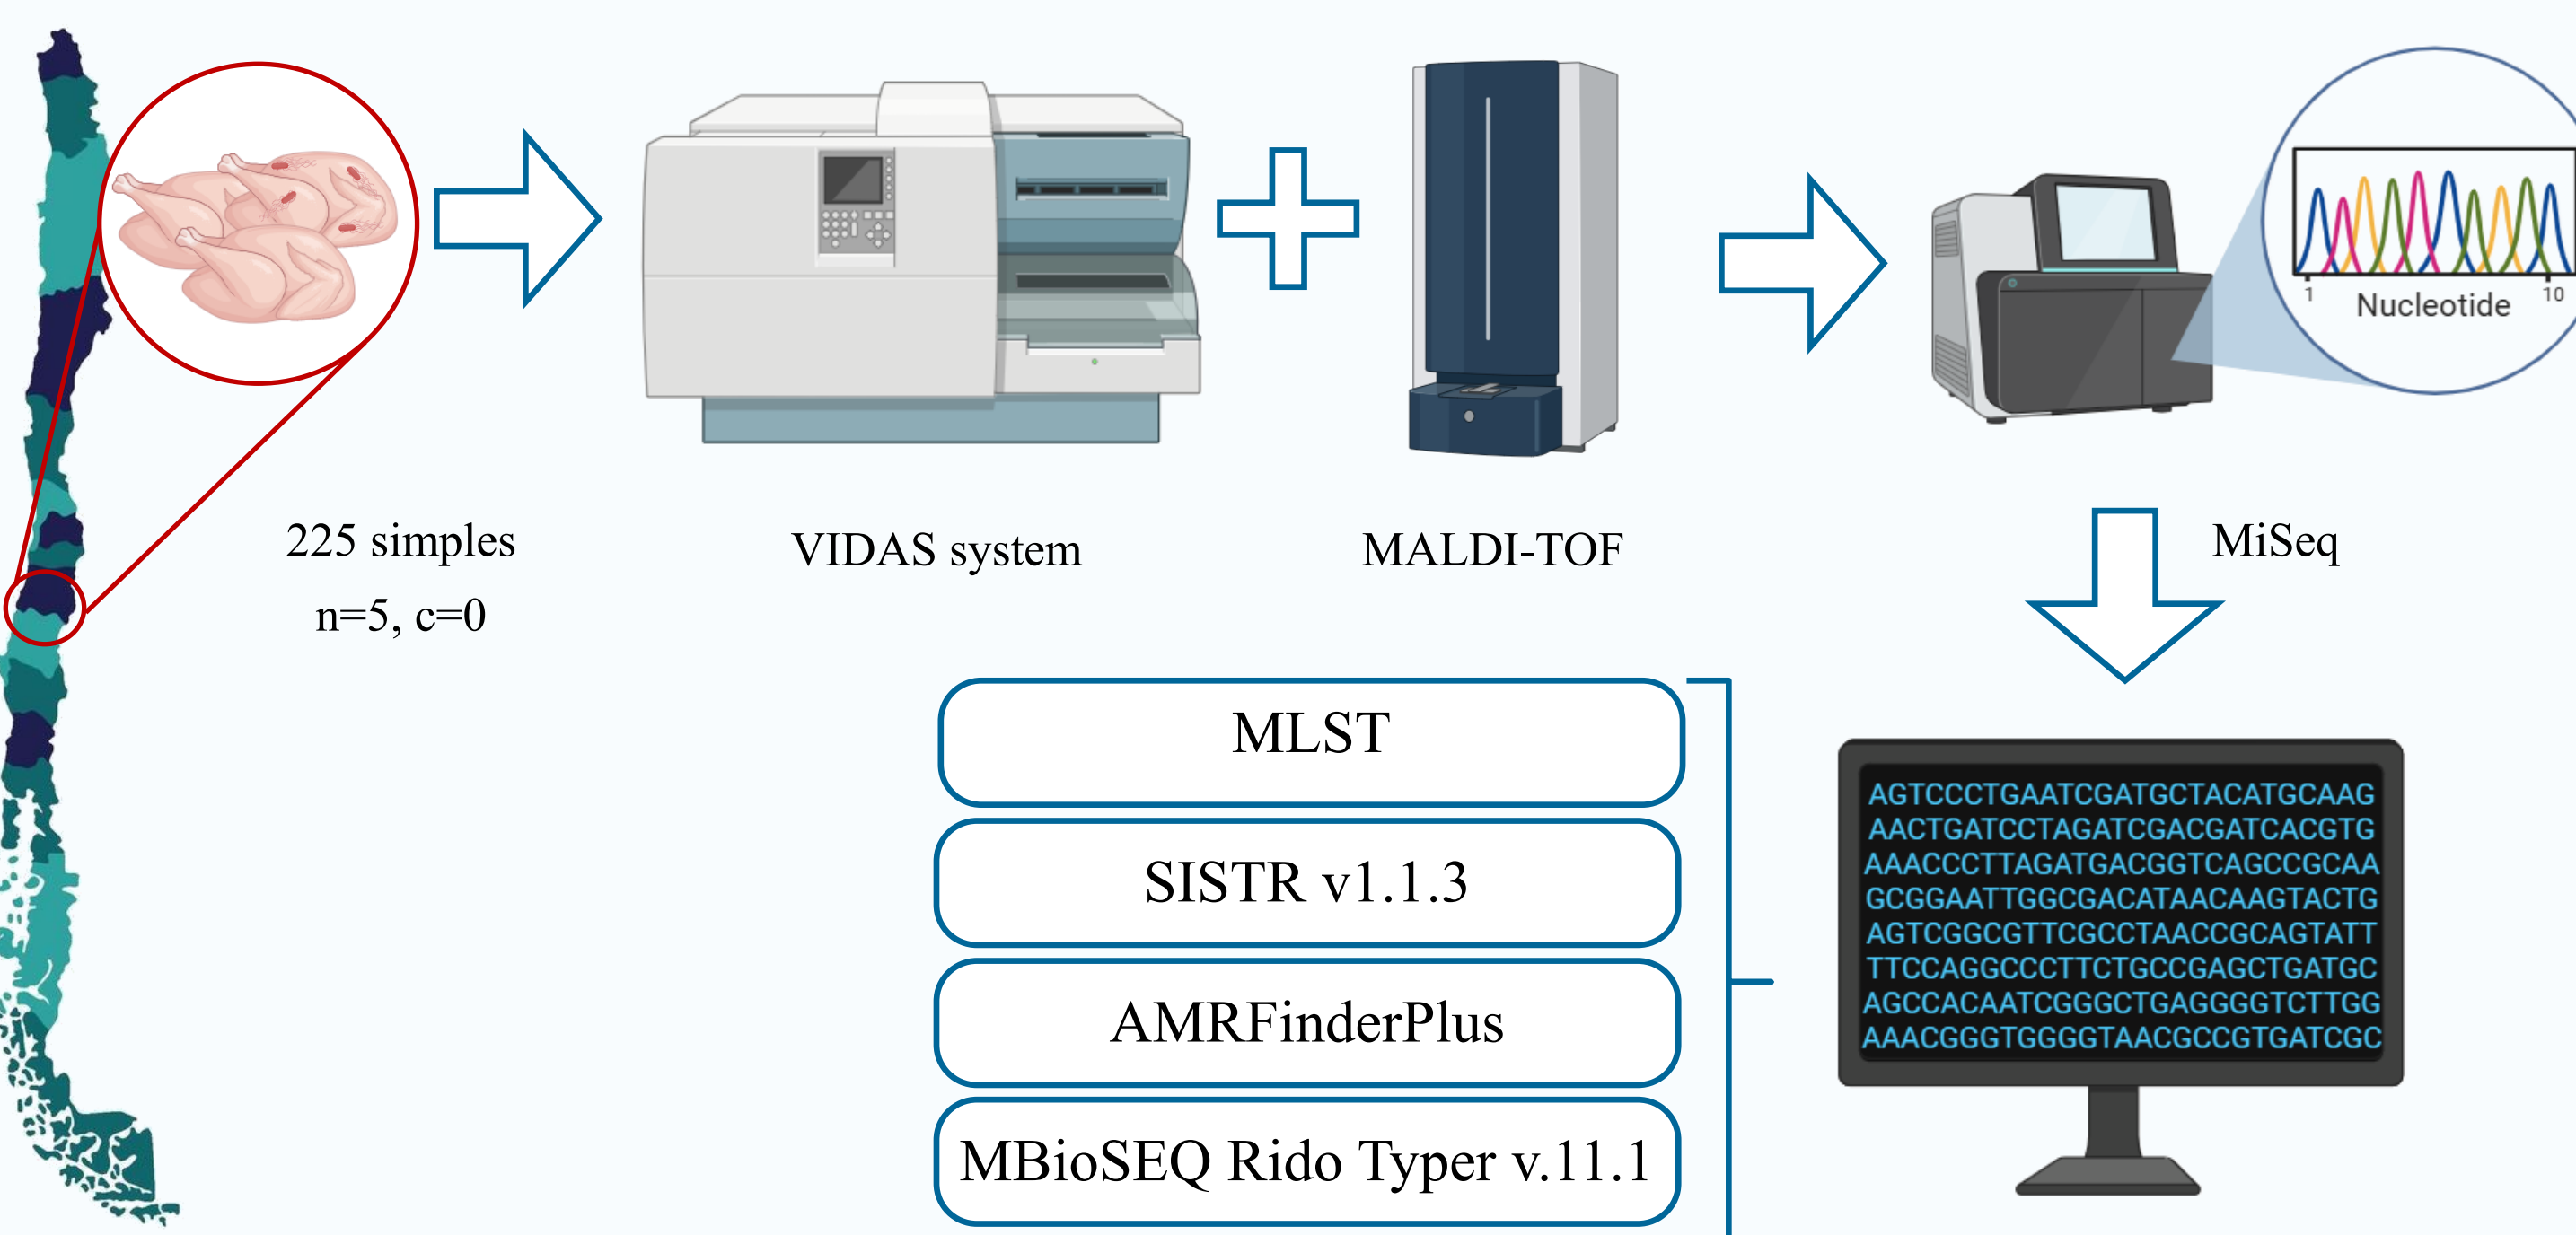 225 simples
n=5, c=0
VIDAS system
MALDI-TOF
1
10
Nucleotide
MiSeq
AGTCCCTGAATCGATGCTACATGCAAG
AACTGATCCTAGATCGACGATCACGTG
AAACCCTTAGATGACGGTCAGCCGCAA
GCGGAATTGGCGACATAACAAGTACTG
AGTCGGCGTTCGCCTAACCGCAGTATT
TTCCAGGCCCTTCTGCCGAGCTGATGC
AGCCACAATCGGGCTGAGGGGTCTTGG
AAACGGGTGGGGTAACGCCGTGATCGC
MLST
SISTR v1.1.3
AMRFinderPlus
MBioSEQ Rido Typer v.11.1